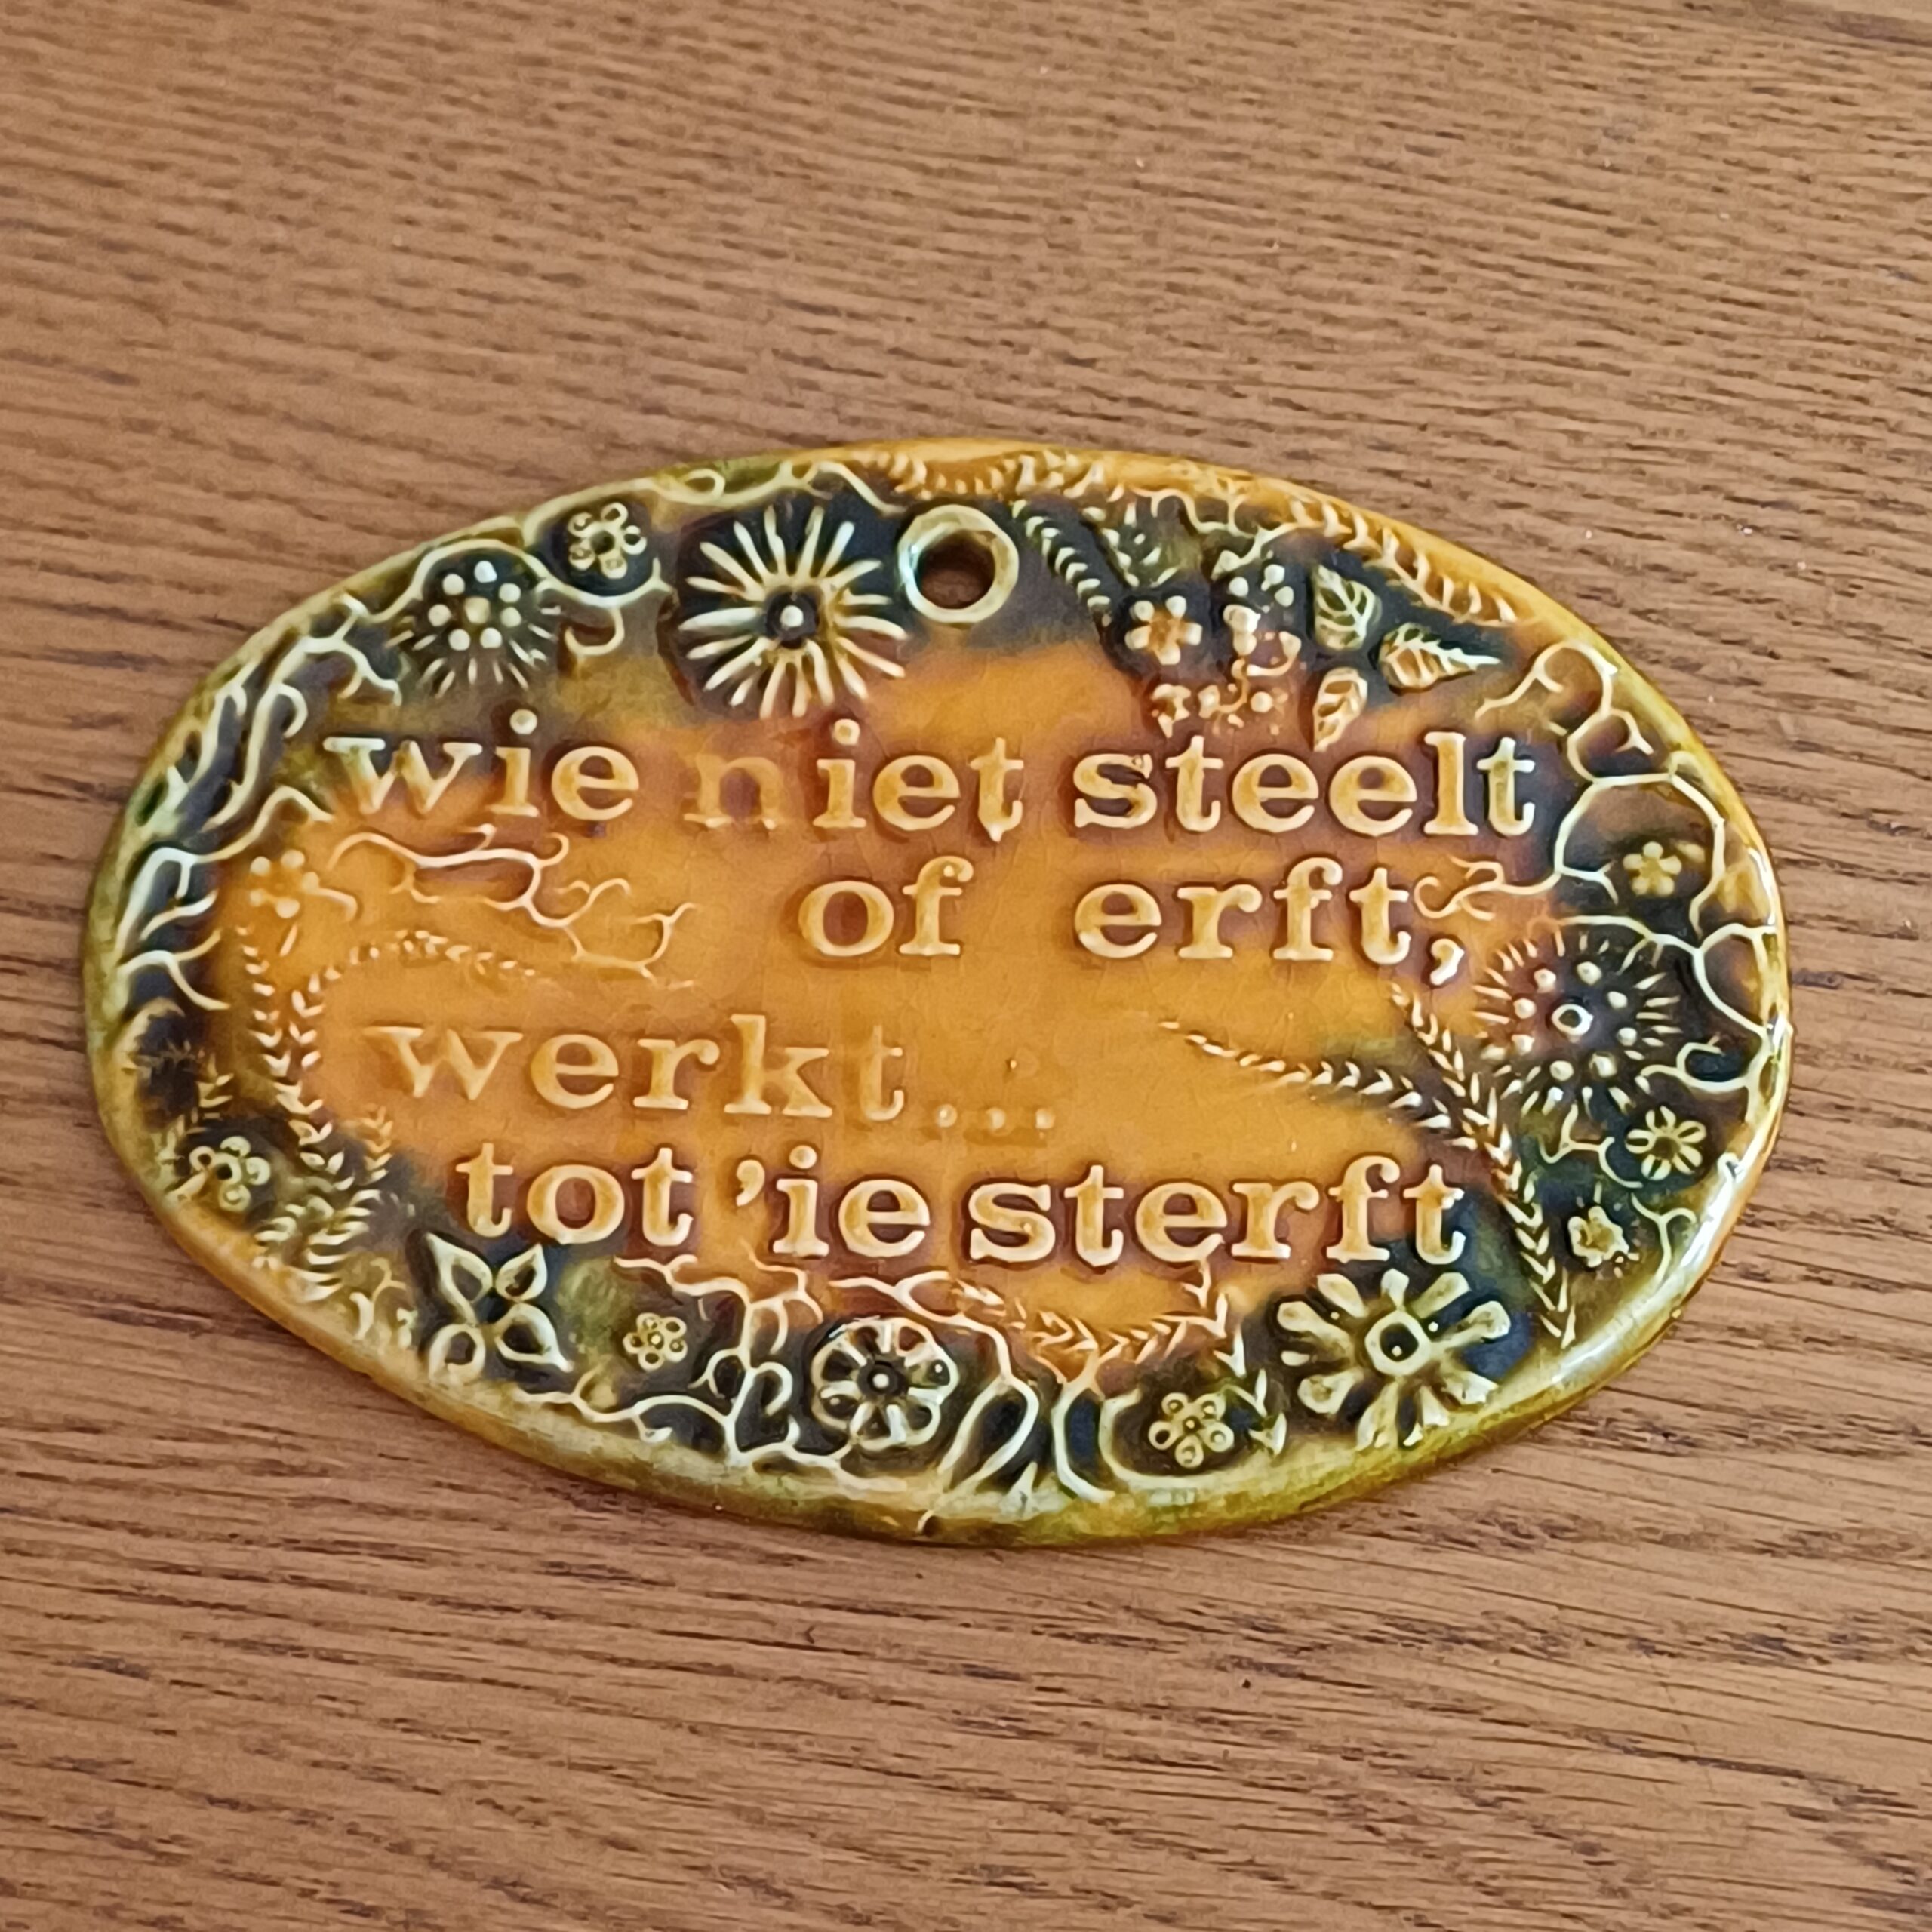 wie niet steelt
of erft,
werkt...
tot 'ie sterft